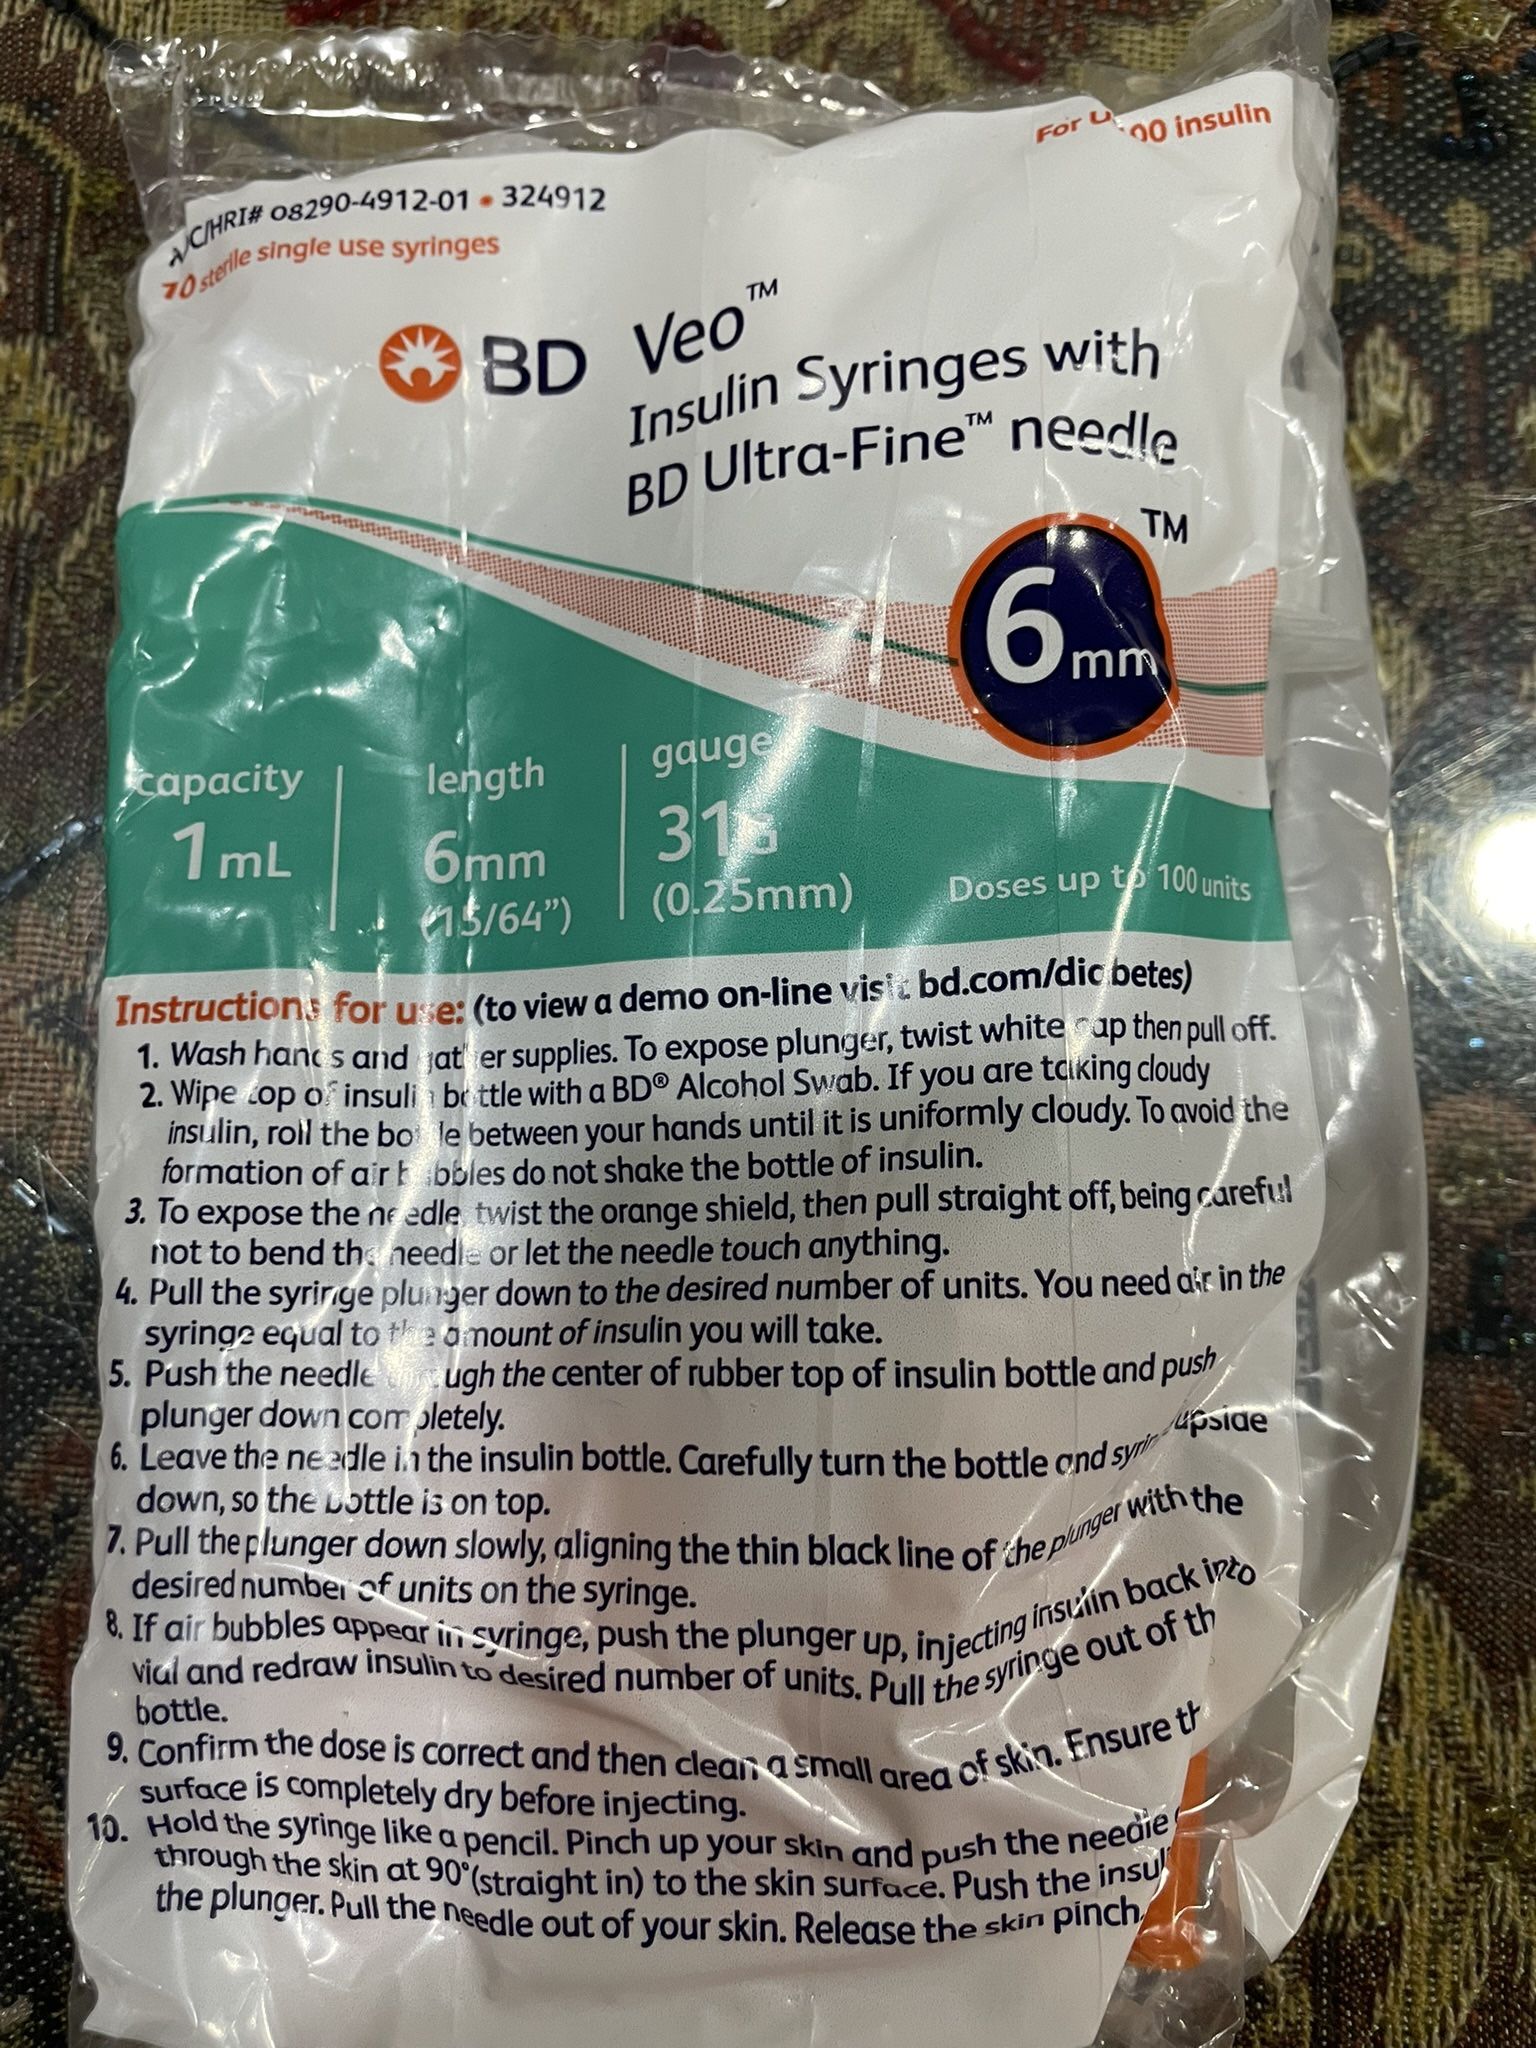 For U-100 insulin
/HRI# 08290-4912-01 • 324912
10 sterile single use syringes
BD Veo™
Insulin Syringes with
BD Ultra-Fine™ needle
6mm™
capacity
1 mL
length
6mm
(15/64")
gauge
31G
(0.25mm)
Doses up to 100 units
Instructions for use: (to view a demo on-line visit bd.com/diabetes)
1. Wash hands and gather supplies. To expose plunger, twist white cap then pull off.
2. Wipe top of insulin bottle with a BD® Alcohol Swab. If you are taking cloudy
insulin, roll the bottle between your hands until it is uniformly cloudy. To avoid the
formation of air bubbles do not shake the bottle of insulin.
3. To expose the needle, twist the orange shield, then pull straight off, being careful
not to bend the needle or let the needle touch anything.
4. Pull the syringe plunger down to the desired number of units. You need air in the
syringe equal to the amount of insulin you will take.
5. Push the needle through the center of rubber top of insulin bottle and push
plunger down completely.
6. Leave the needle in the insulin bottle. Carefully turn the bottle and syringe upside
down, so the bottle is on top.
7. Pull the plunger down slowly, aligning the thin black line of the plunger with the
desired number of units on the syringe.
8. If air bubbles appear in syringe, push the plunger up, injecting insulin back into
vial and redraw insulin to desired number of units. Pull the syringe out of th
bottle.
9. Confirm the dose is correct and then clean a small area of skin. Ensure th
surface is completely dry before injecting.
10. Hold the syringe like a pencil. Pinch up your skin and push the needle
through the skin at 90° (straight in) to the skin surface. Push the insul
the plunger. Pull the needle out of your skin. Release the skin pinch.